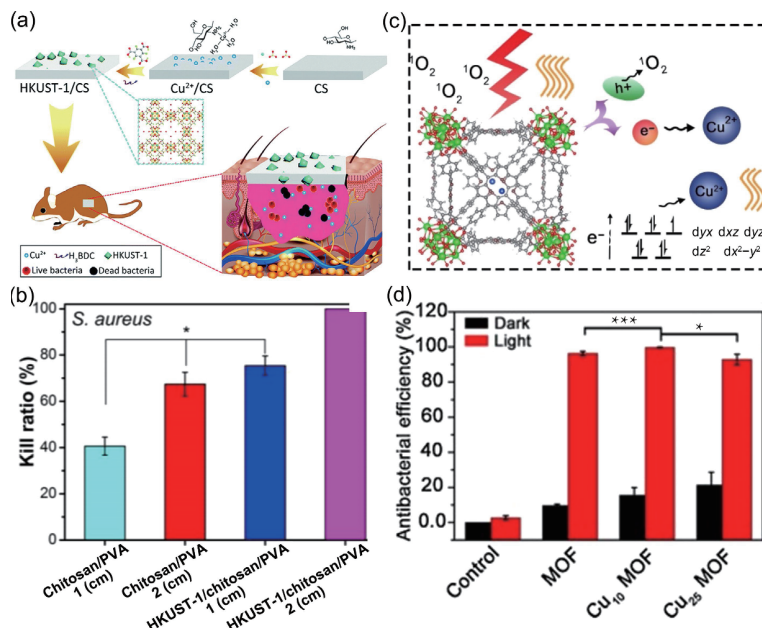 (a)
HKUST-1/CS
Cu²⁺/CS
CS
Cu²⁺
H₃BDC
HKUST-1
Live bacteria
Dead bacteria
(b)
S. aureus
*
Kill ratio (%)
100
80
60
40
20
0
Chitosan/PVA
1 (cm)
Chitosan/PVA
2 (cm)
HKUST-1/chitosan/PVA
1 (cm)
HKUST-1/chitosan/PVA
2 (cm)
(c)
¹O₂
¹O₂
¹O₂
¹O₂
h+
e⁻
Cu²⁺
Cu²⁺
e⁻
dyx dxz dyz
dz² dx²−y²
(d)
Dark
Light
***
*
Antibacterial efficiency (%)
120
100
80
60
40
20
0.0
Control
MOF
Cu₁₀ MOF
Cu₂₅ MOF